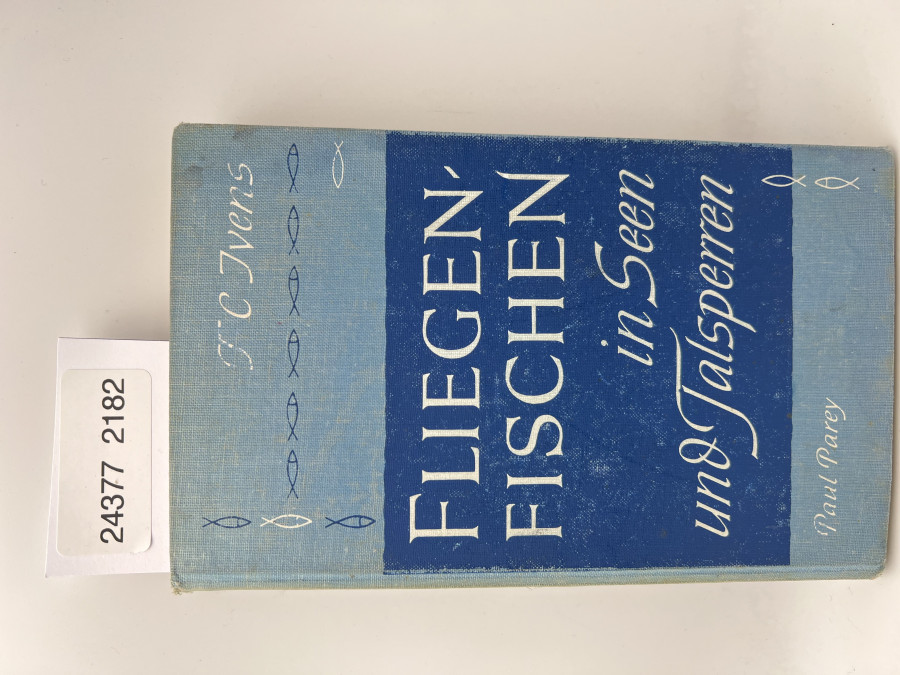 24377 2182
T C Ivens
FLIEGEN-
FISCHEN
in Seen
und Talsperren
Paul Parey